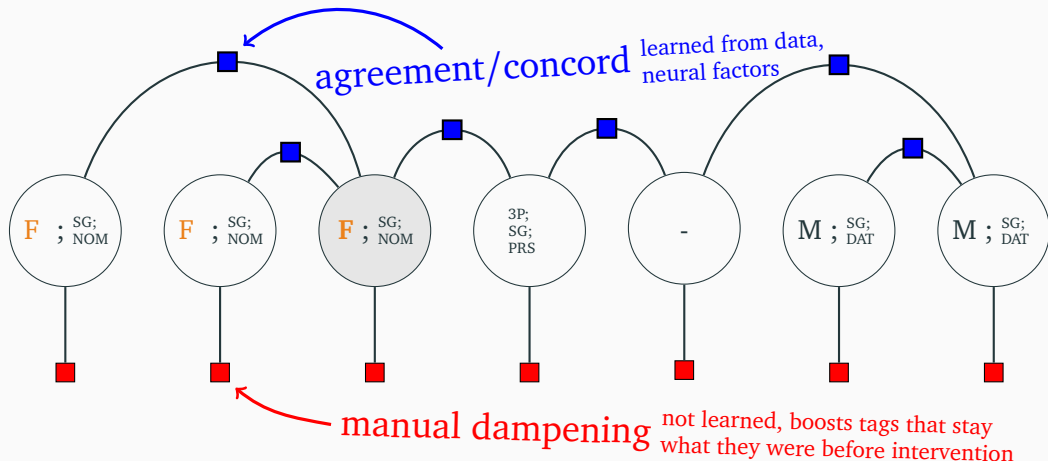 agreement/concord learned from data,
neural factors
F ; SG;
NOM
F ; SG;
NOM
F ; SG;
NOM
3P;
SG;
PRS
-
M ; SG;
DAT
M ; SG;
DAT
manual dampening not learned, boosts tags that stay
what they were before intervention